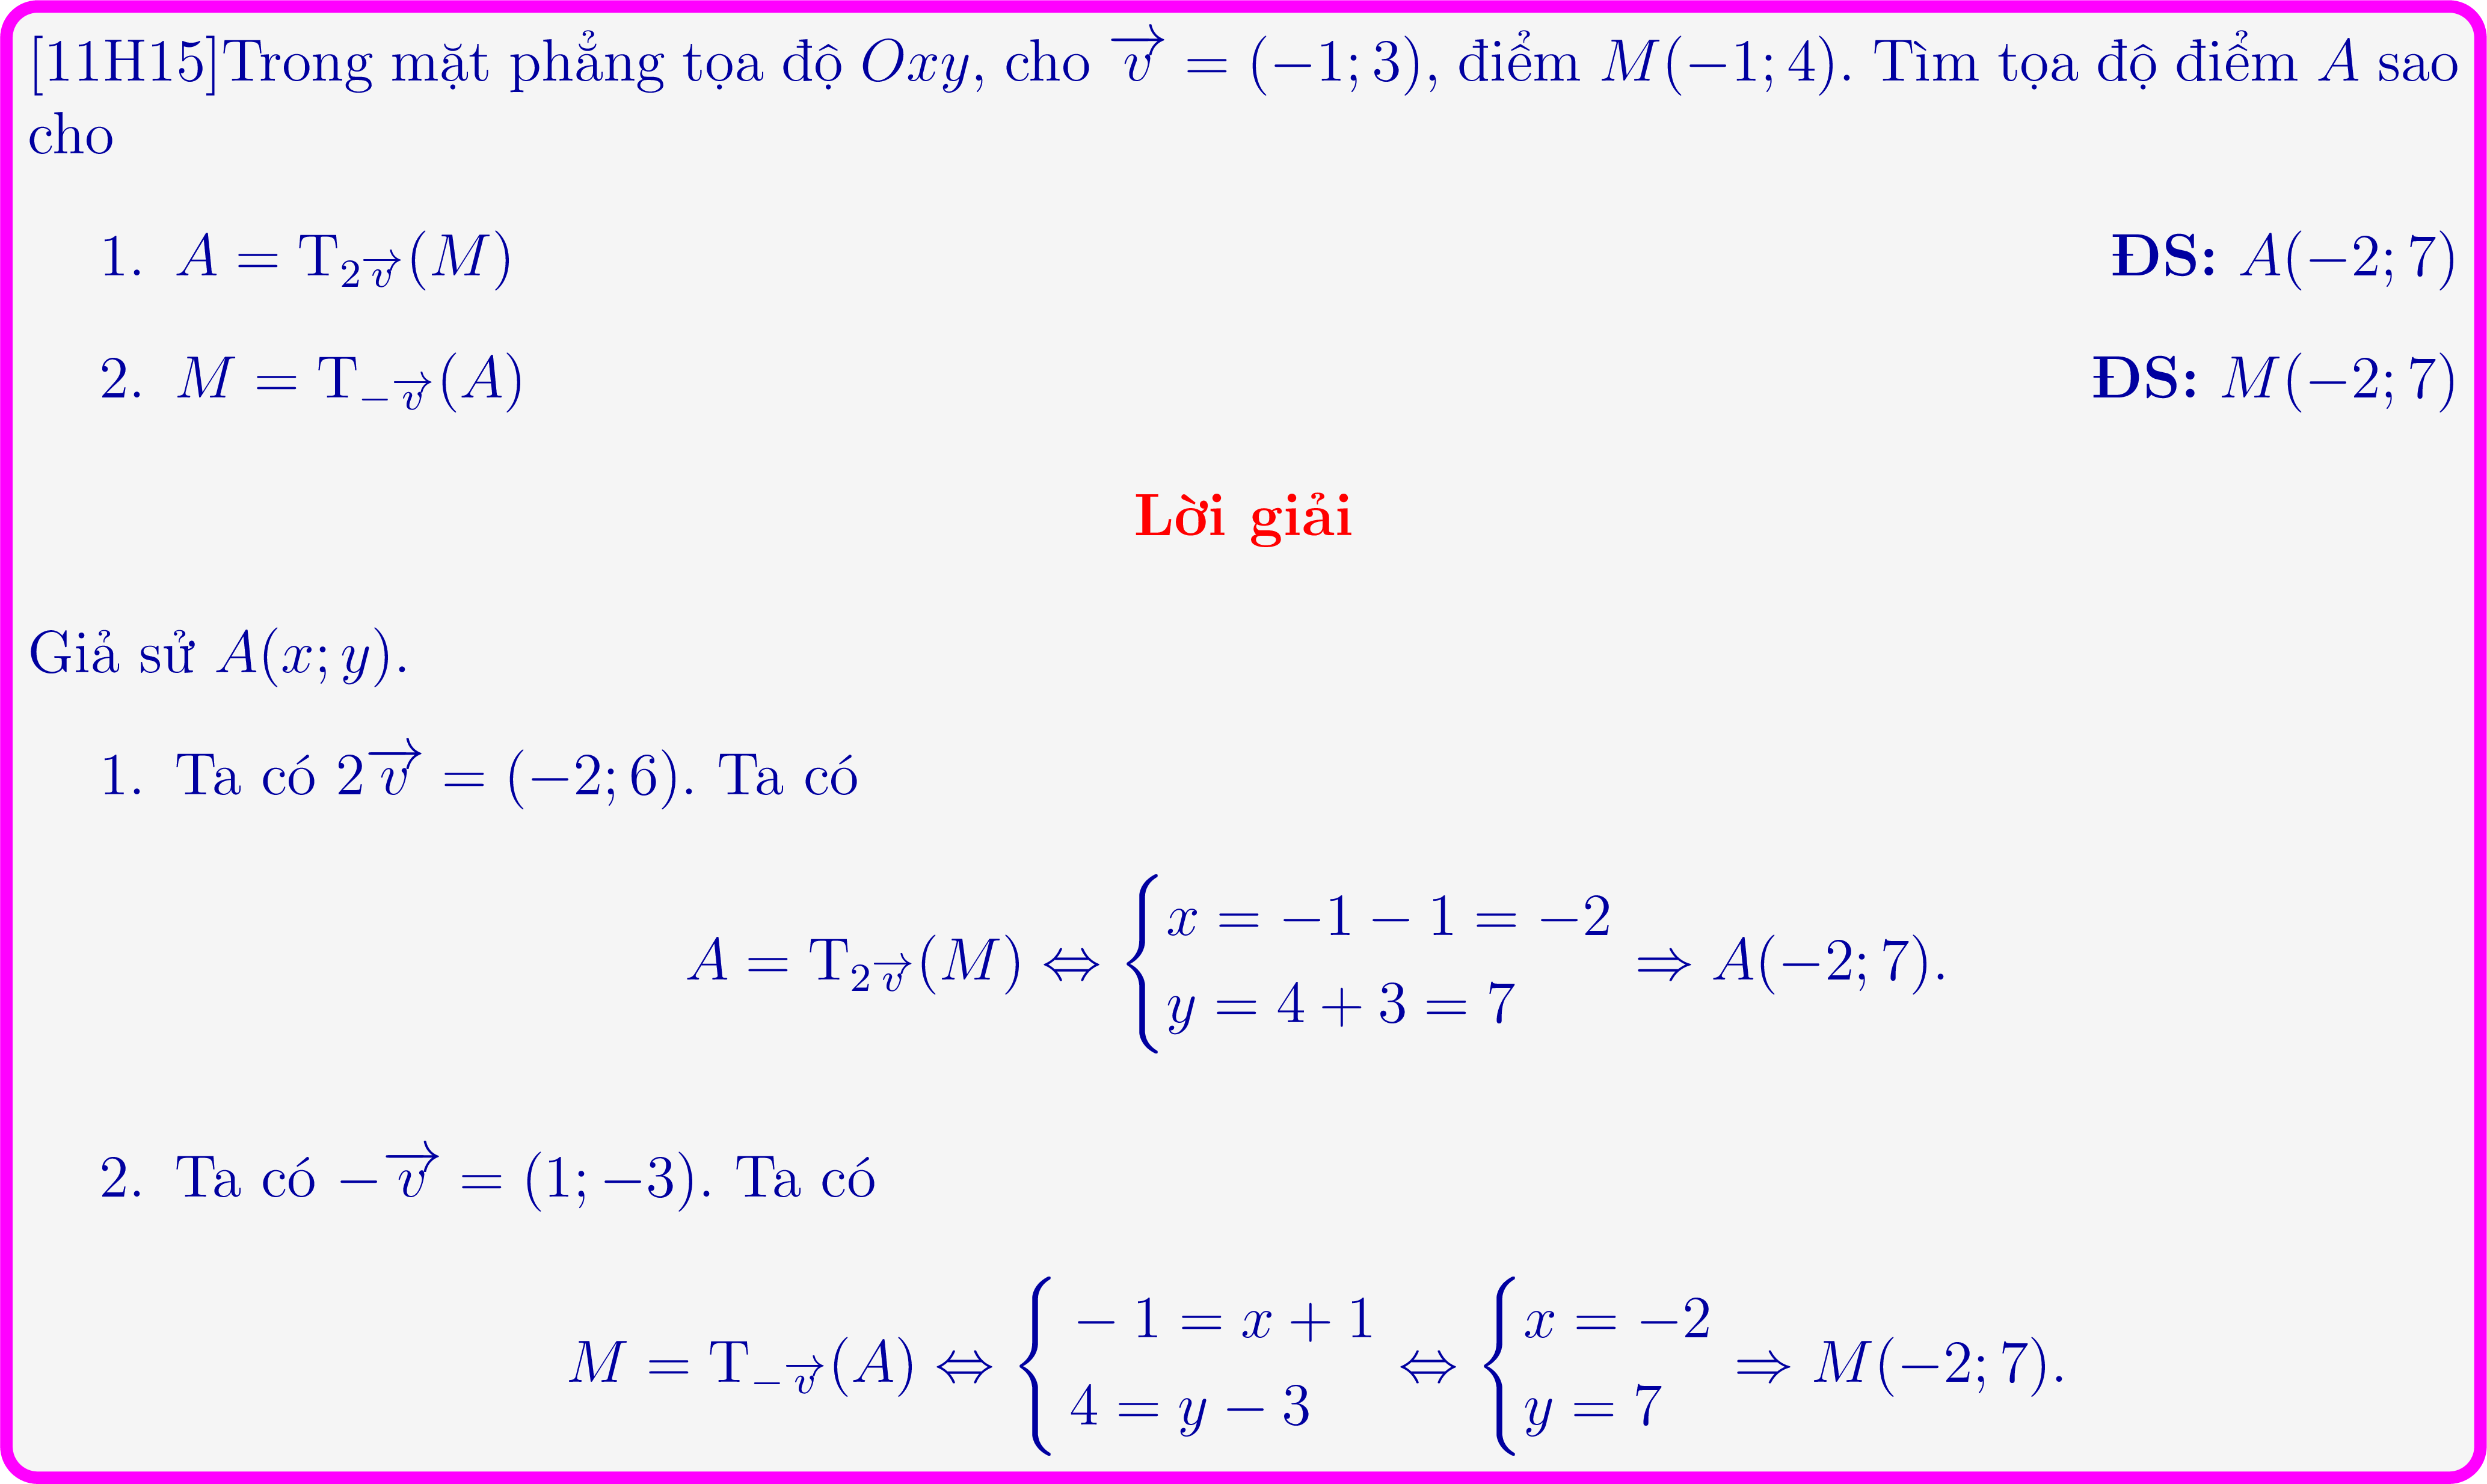 [11H15]Trong mặt phẳng tọa độ $Oxy$, cho $\overrightarrow{v} = (-1; 3)$, điểm $M(-1; 4)$. Tìm tọa độ điểm $A$ sao
cho
1. $A = \mathrm{T}_{2\overrightarrow{v}}(M)$ **ĐS:** $A(-2; 7)$
2. $M = \mathrm{T}_{-\overrightarrow{v}}(A)$ **ĐS:** $M(-2; 7)$
**Lời giải**
Giả sử $A(x; y)$.
1. Ta có $2\overrightarrow{v} = (-2; 6)$. Ta có
$A = \mathrm{T}_{2\overrightarrow{v}}(M) \Leftrightarrow \begin{cases} x = -1 - 1 = -2 \\ y = 4 + 3 = 7 \end{cases} \Rightarrow A(-2; 7).$
2. Ta có $-\overrightarrow{v} = (1; -3)$. Ta có
$M = \mathrm{T}_{-\overrightarrow{v}}(A) \Leftrightarrow \begin{cases} -1 = x + 1 \\ 4 = y - 3 \end{cases} \Leftrightarrow \begin{cases} x = -2 \\ y = 7 \end{cases} \Rightarrow M(-2; 7).$